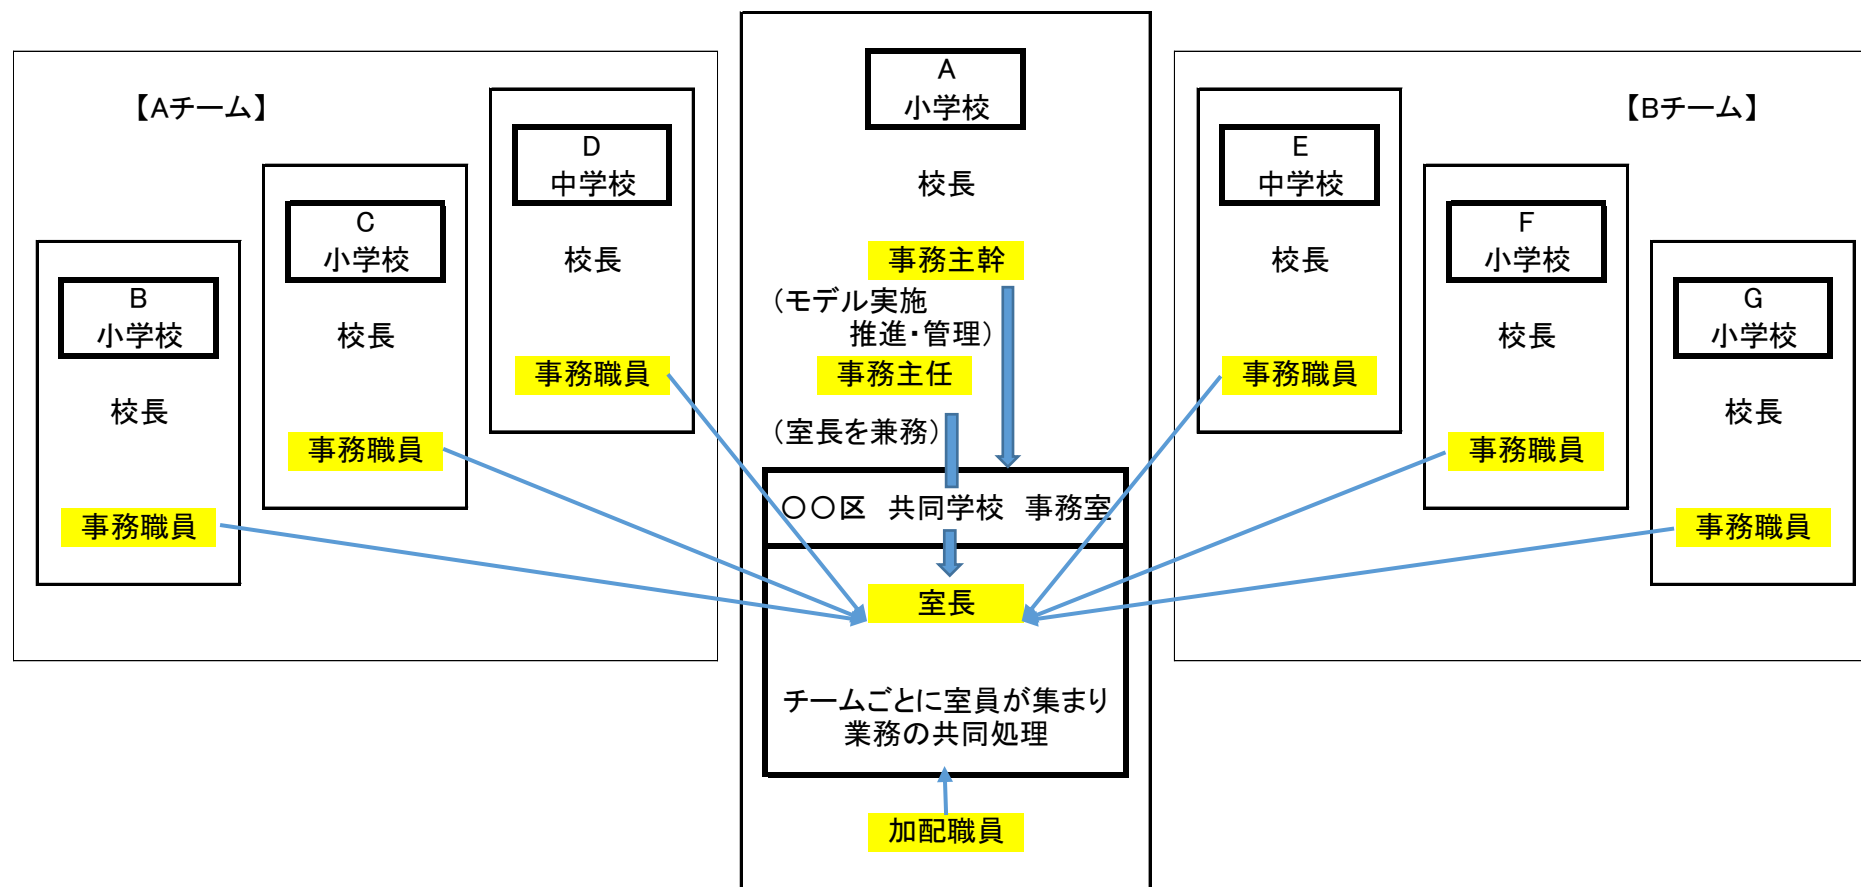 【Aチーム】
B
小学校
校長
事務職員
C
小学校
校長
事務職員
D
中学校
校長
事務職員
A
小学校
校長
事務主幹
（モデル実施
推進・管理）
事務主任
（室長を兼務）
〇〇区　共同学校　事務室
室長
チームごとに室員が集まり
業務の共同処理
加配職員
【Bチーム】
E
中学校
校長
事務職員
F
小学校
校長
事務職員
G
小学校
校長
事務職員